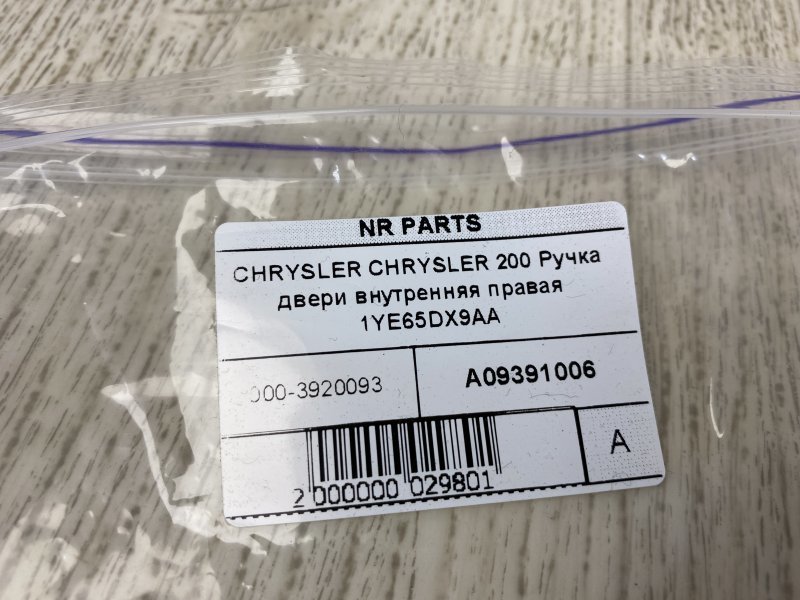 NR PARTS
CHRYSLER CHRYSLER 200 Ручка
двери внутренняя правая
1YE65DX9AA
000-3920093
A09391006
A
2 000000 029801